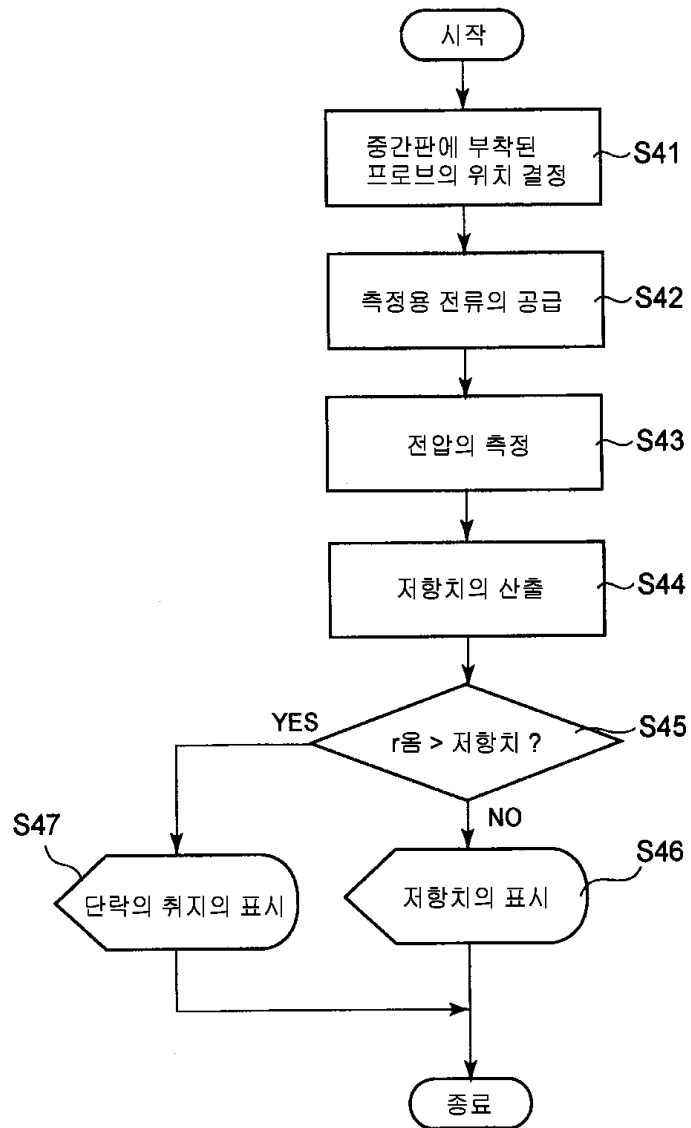 시작
중간판에 부착된
프로브의 위치 결정
S41
측정용 전류의 공급
S42
전압의 측정
S43
저항치의 산출
S44
r옴 > 저항치 ?
S45
YES
NO
S47
단락의 취지의 표시
저항치의 표시
S46
종료